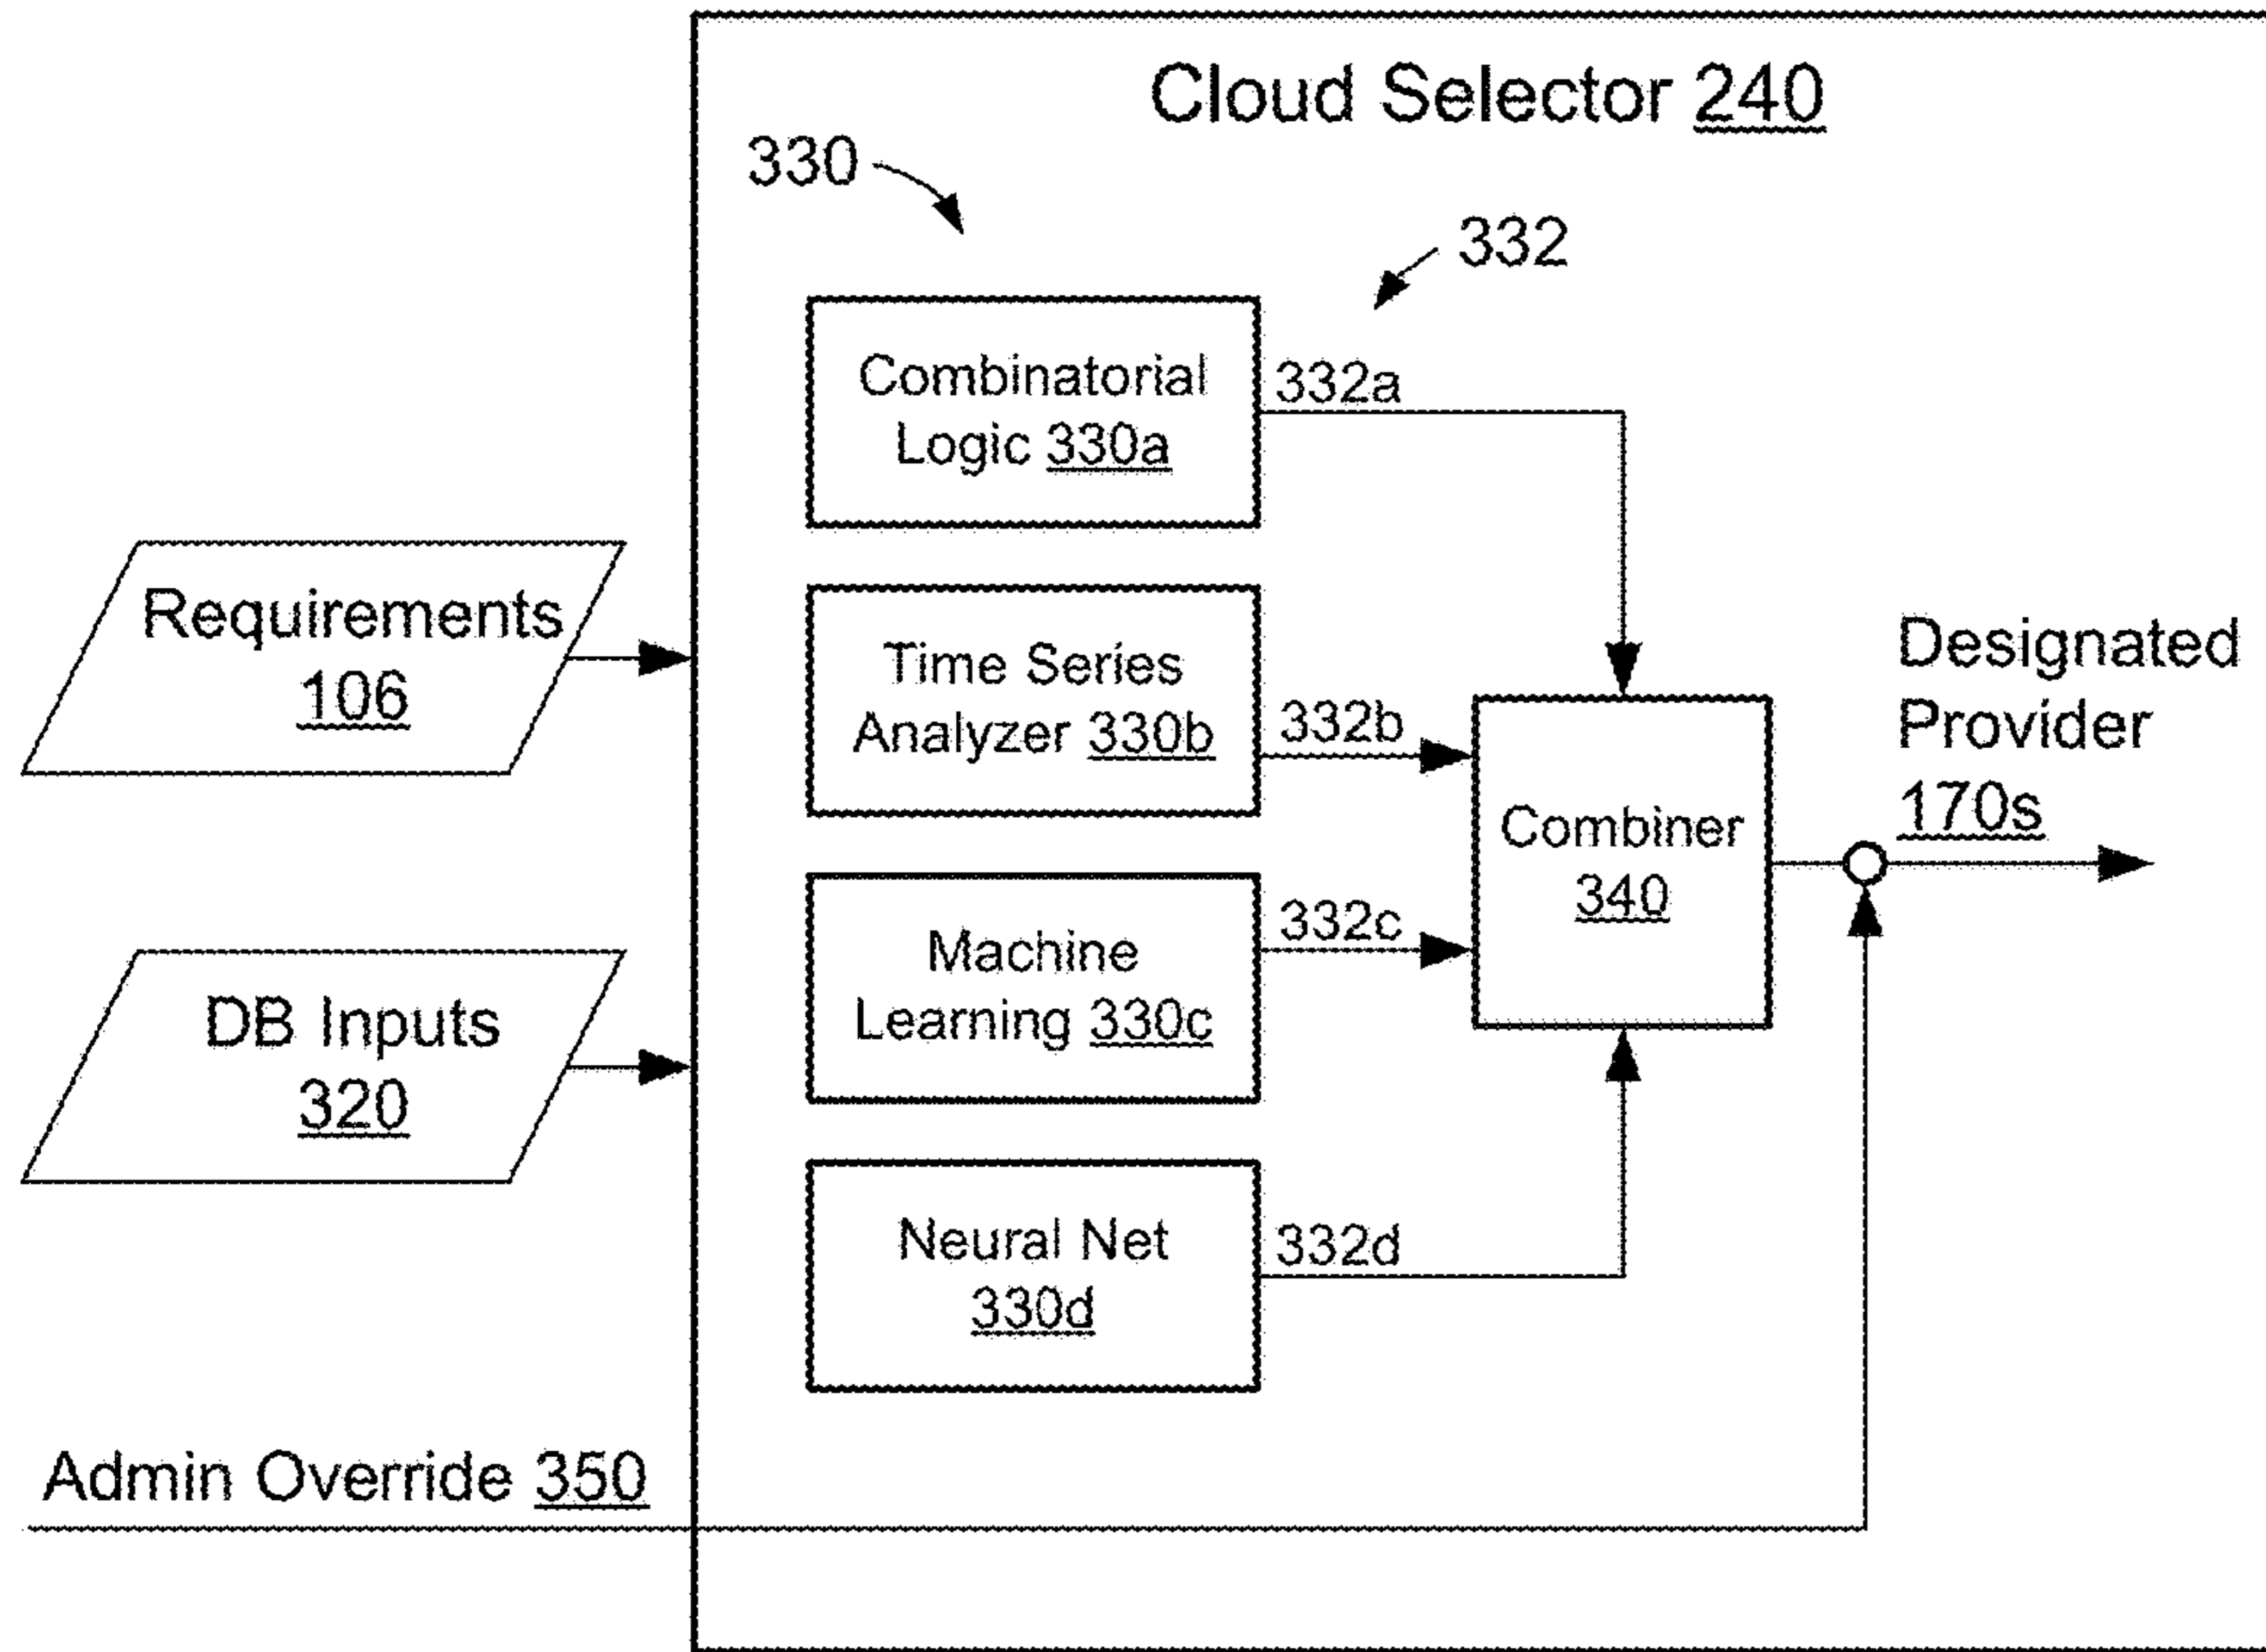 Cloud Selector 240
330
332
Combinatorial
Logic 330a
332a
Requirements
106
Time Series
Analyzer 330b
332b
Designated
Provider
170s
Combiner
340
Machine
Learning 330c
332c
DB Inputs
320
Neural Net
330d
332d
Admin Override 350